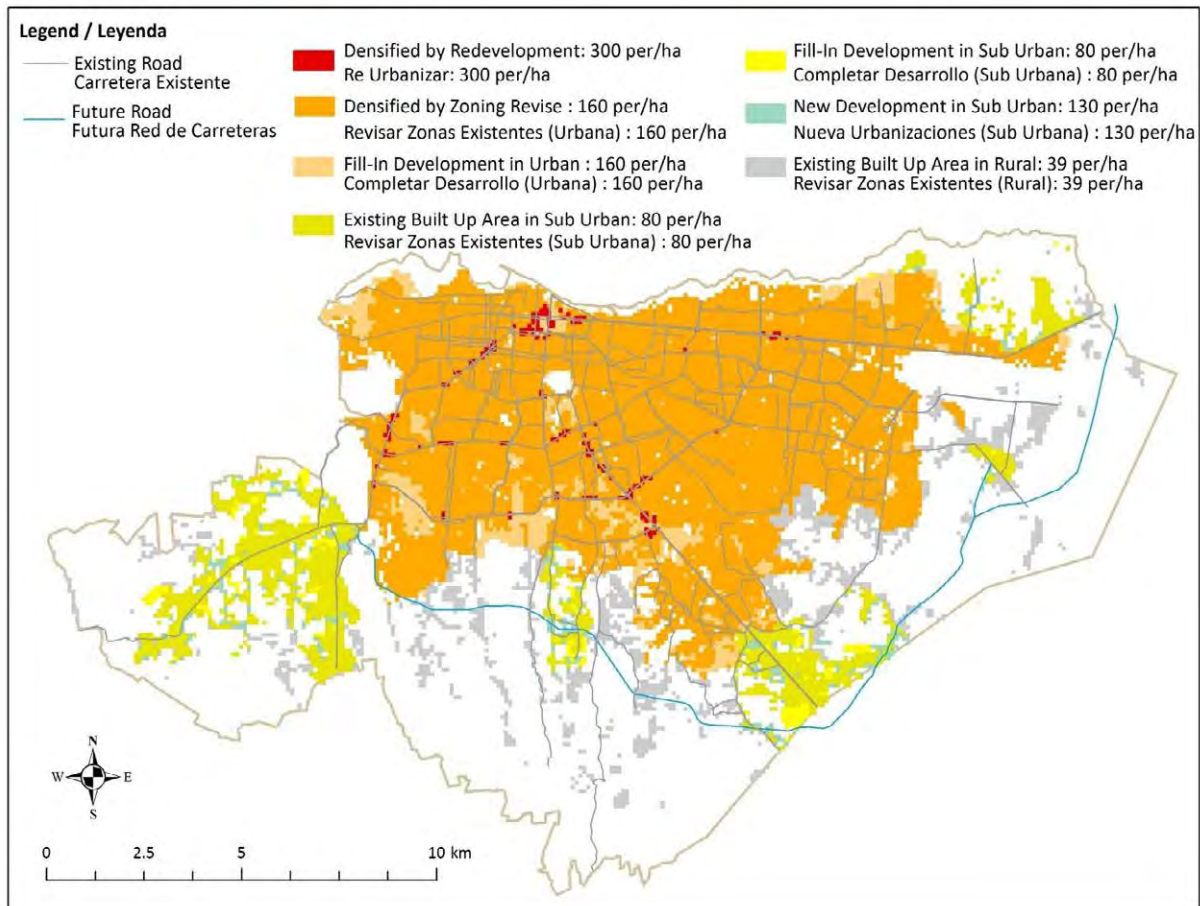 Legend / Leyenda
Existing Road
Carretera Existente
Future Road
Futura Red de Carreteras
Densified by Redevelopment: 300 per/ha
Re Urbanizar: 300 per/ha
Densified by Zoning Revise : 160 per/ha
Revisar Zonas Existentes (Urbana) : 160 per/ha
Fill-In Development in Urban : 160 per/ha
Completar Desarrollo (Urbana) : 160 per/ha
Existing Built Up Area in Sub Urban: 80 per/ha
Revisar Zonas Existentes (Sub Urbana) : 80 per/ha
Fill-In Development in Sub Urban: 80 per/ha
Completar Desarrollo (Sub Urbana) : 80 per/ha
New Development in Sub Urban: 130 per/ha
Nueva Urbanizaciones (Sub Urbana) : 130 per/ha
Existing Built Up Area in Rural: 39 per/ha
Revisar Zonas Existentes (Rural): 39 per/ha
N
W E
S
0 2.5 5 10 km